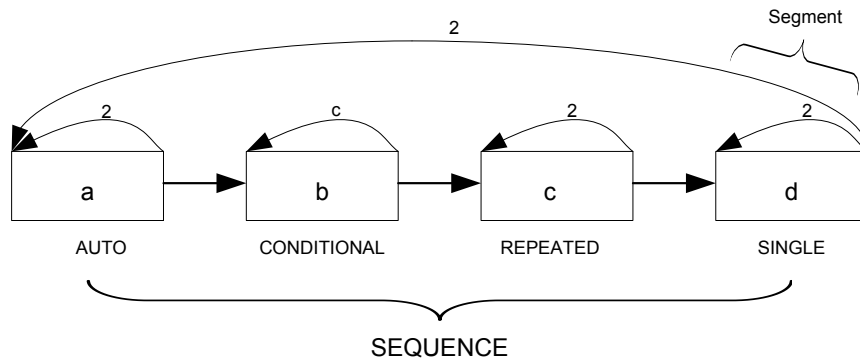 Segment
2
2
c
2
2
a
b
c
d
AUTO
CONDITIONAL
REPEATED
SINGLE
SEQUENCE